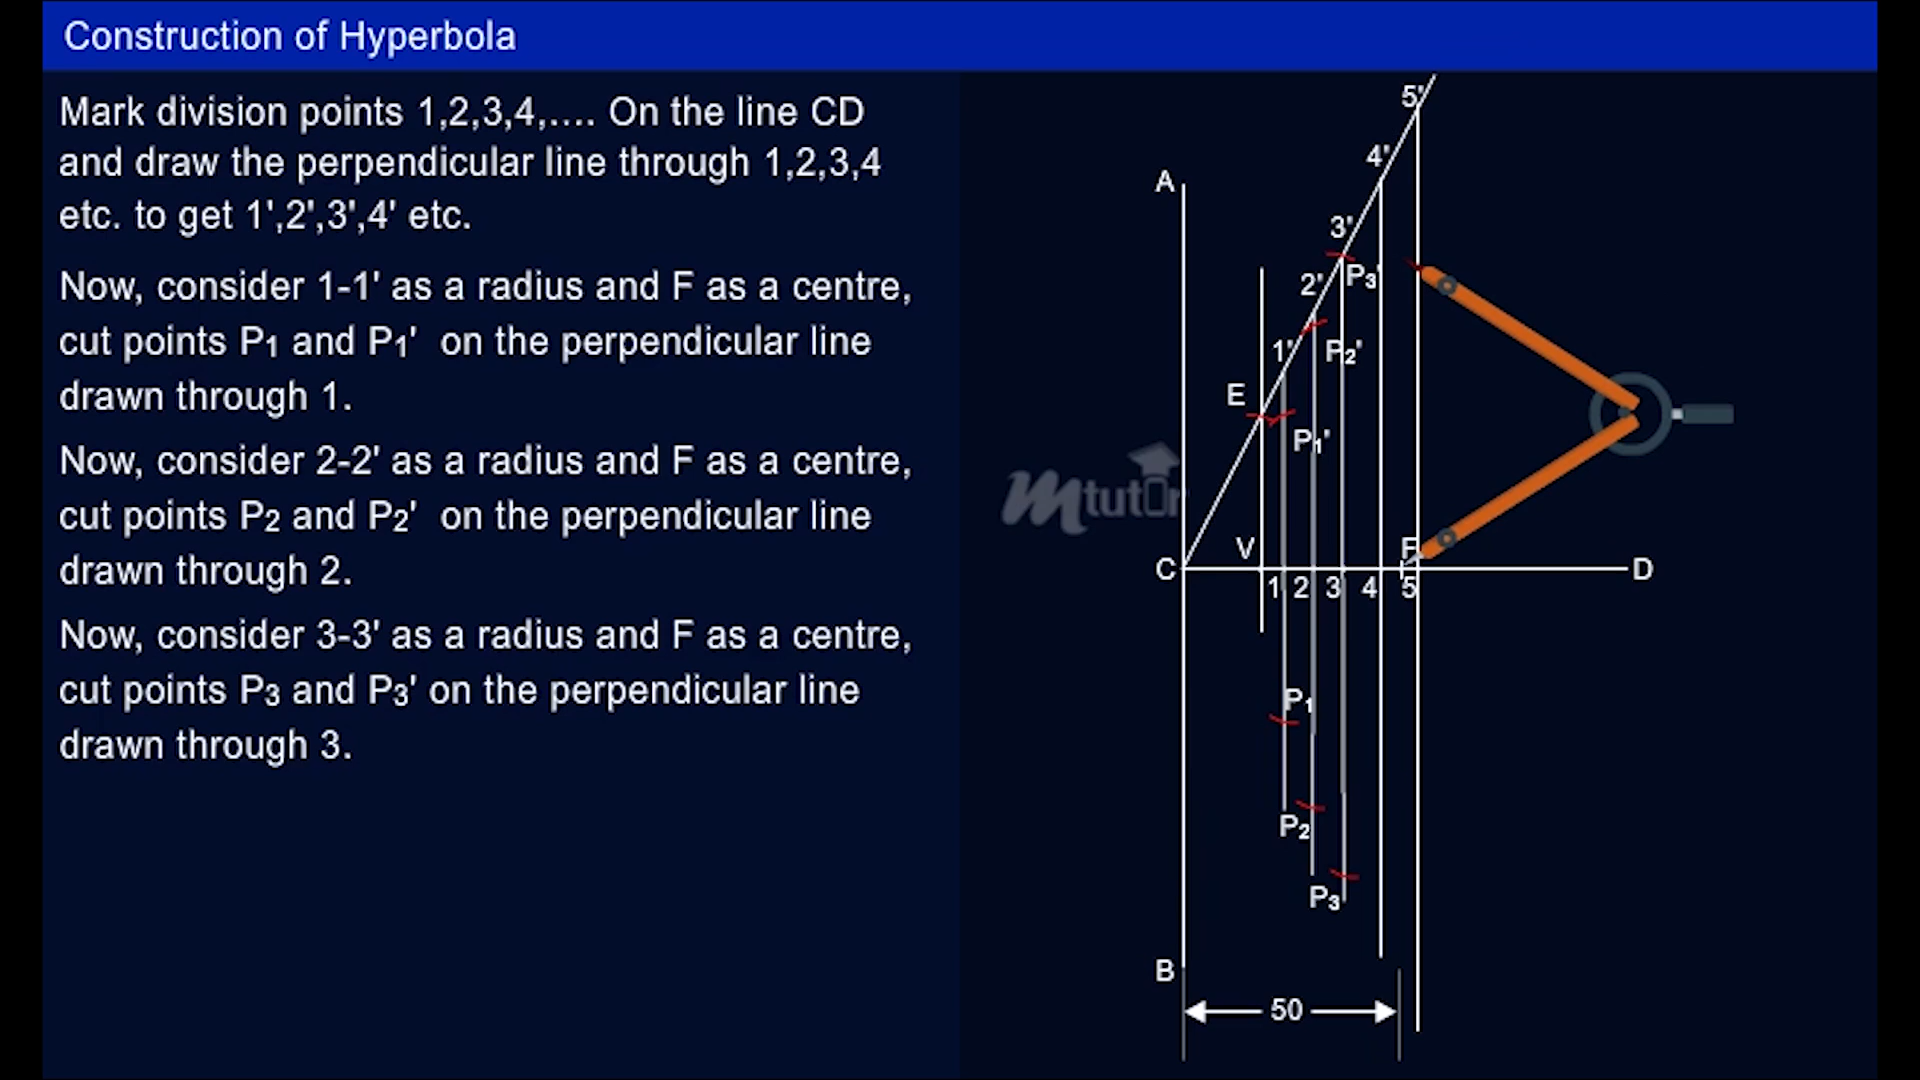 Construction of Hyperbola
Mark division points 1,2,3,4,.... On the line CD
and draw the perpendicular line through 1,2,3,4
etc. to get 1',2',3',4' etc.
Now, consider 1-1' as a radius and F as a centre,
cut points P₁ and P₁' on the perpendicular line
drawn through 1.
Now, consider 2-2' as a radius and F as a centre,
cut points P₂ and P₂' on the perpendicular line
drawn through 2.
Now, consider 3-3' as a radius and F as a centre,
cut points P₃ and P₃' on the perpendicular line
drawn through 3.
5'
4'
A
3'
P₃'
2'
1'
P₂'
E
P₁'
mtutor
V
F
C
D
1 2 3 4 5
P₁
P₂
P₃
B
50